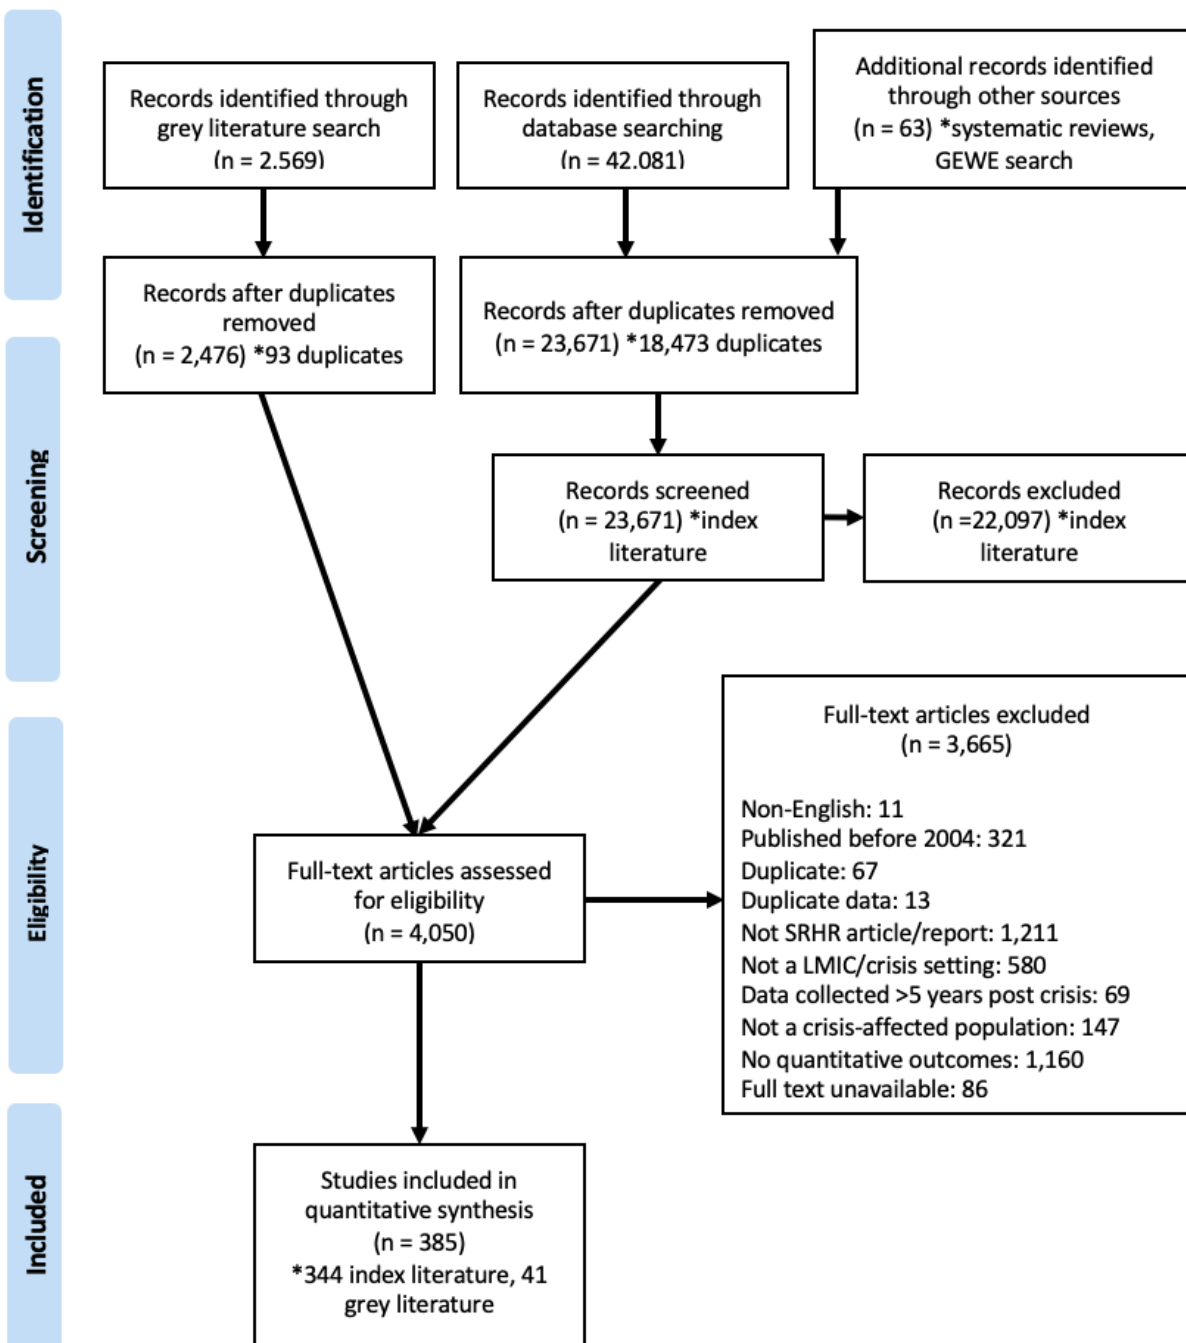 Identification
Records identified through
grey literature search
(n = 2.569)
Records identified through
database searching
(n = 42.081)
Additional records identified
through other sources
(n = 63) *systematic reviews,
GEWE search
Records after duplicates
removed
(n = 2,476) *93 duplicates
Records after duplicates removed
(n = 23,671) *18,473 duplicates
Screening
Records screened
(n = 23,671) *index
literature
Records excluded
(n =22,097) *index
literature
Eligibility
Full-text articles assessed
for eligibility
(n = 4,050)
Full-text articles excluded
(n = 3,665)
Non-English: 11
Published before 2004: 321
Duplicate: 67
Duplicate data: 13
Not SRHR article/report: 1,211
Not a LMIC/crisis setting: 580
Data collected >5 years post crisis: 69
Not a crisis-affected population: 147
No quantitative outcomes: 1,160
Full text unavailable: 86
Included
Studies included in
quantitative synthesis
(n = 385)
*344 index literature, 41
grey literature